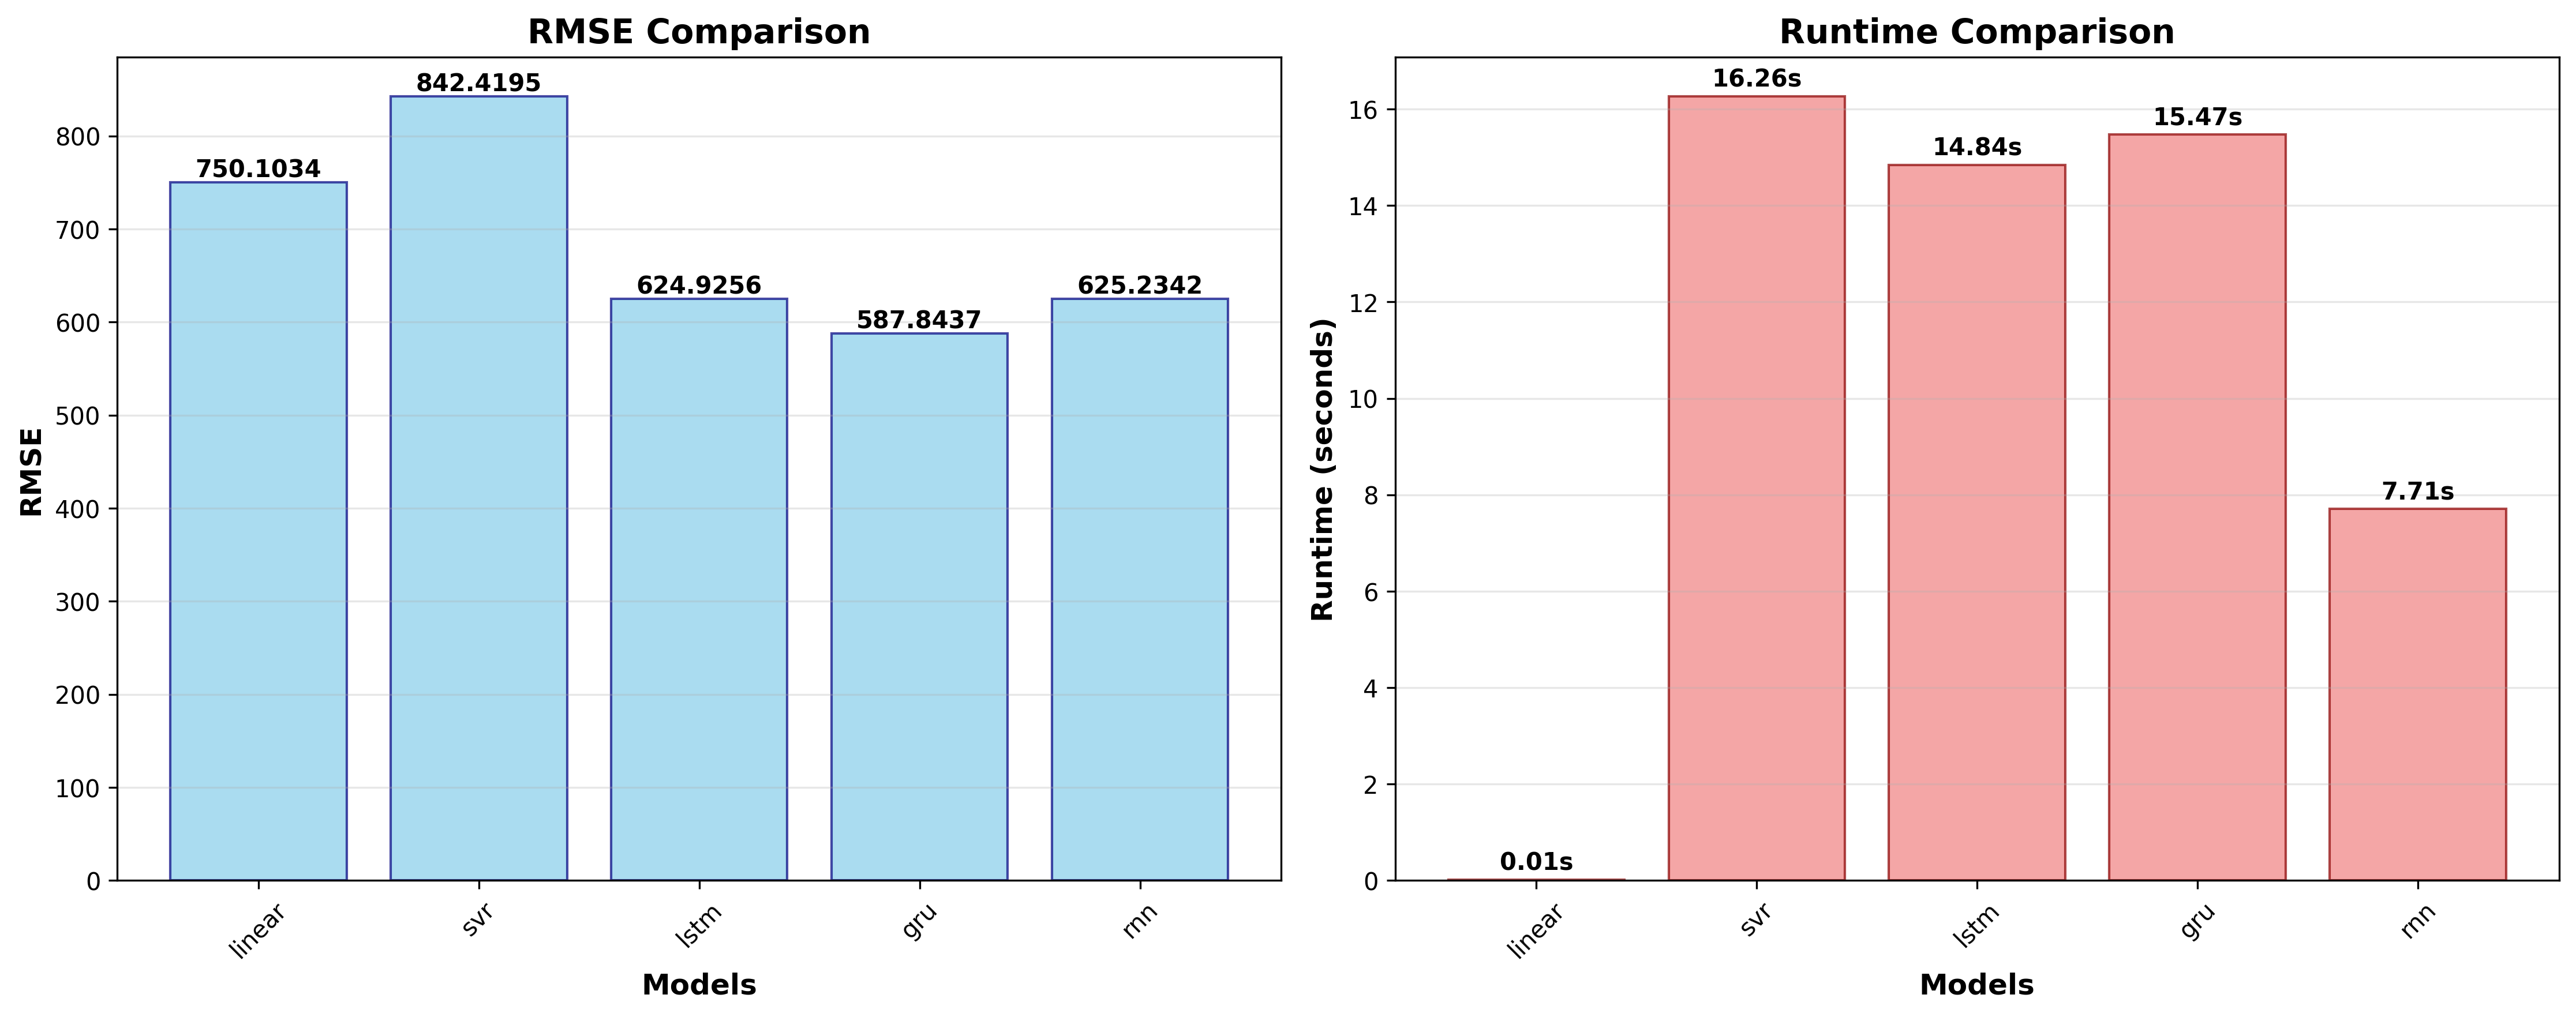 RMSE Comparison
RMSE
800
700
600
500
400
300
200
100
0
750.1034
842.4195
624.9256
587.8437
625.2342
linear
svr
lstm
gru
rnn
Models
Runtime Comparison
Runtime (seconds)
16
14
12
10
8
6
4
2
0
0.01s
16.26s
14.84s
15.47s
7.71s
linear
svr
lstm
gru
rnn
Models